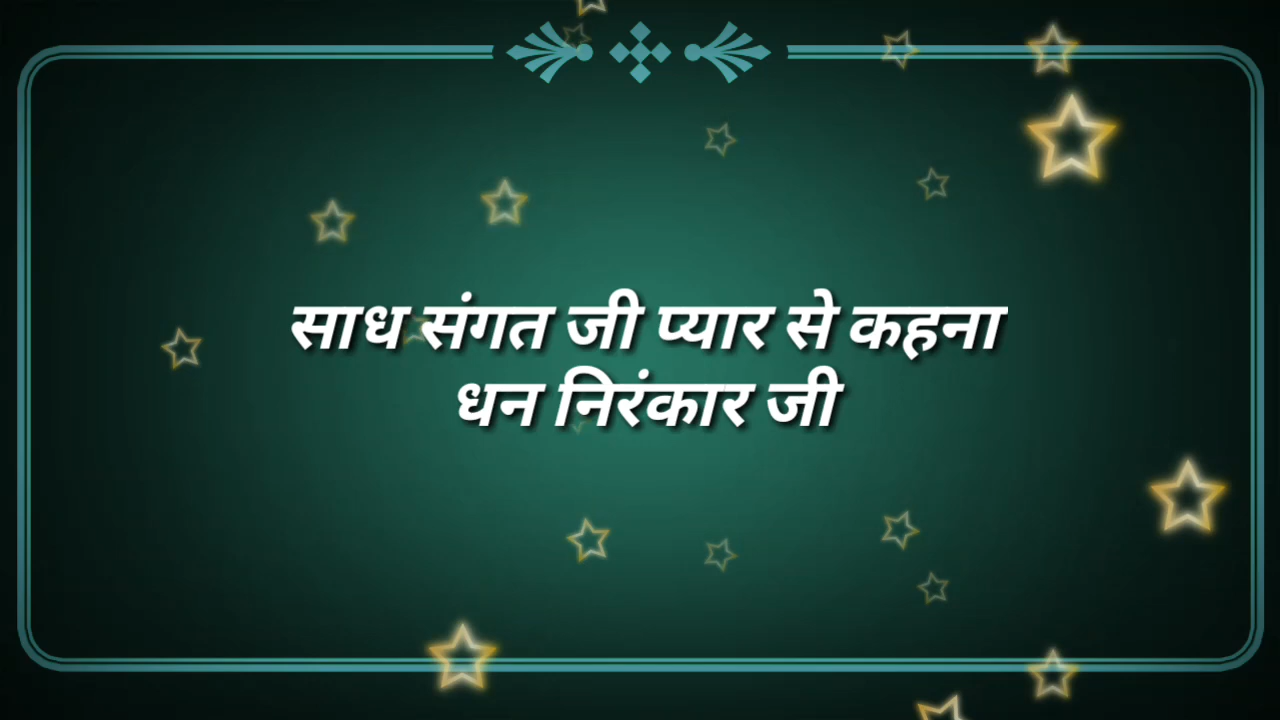 साध संगत जी प्यार से कहना
धन निरंकार जी